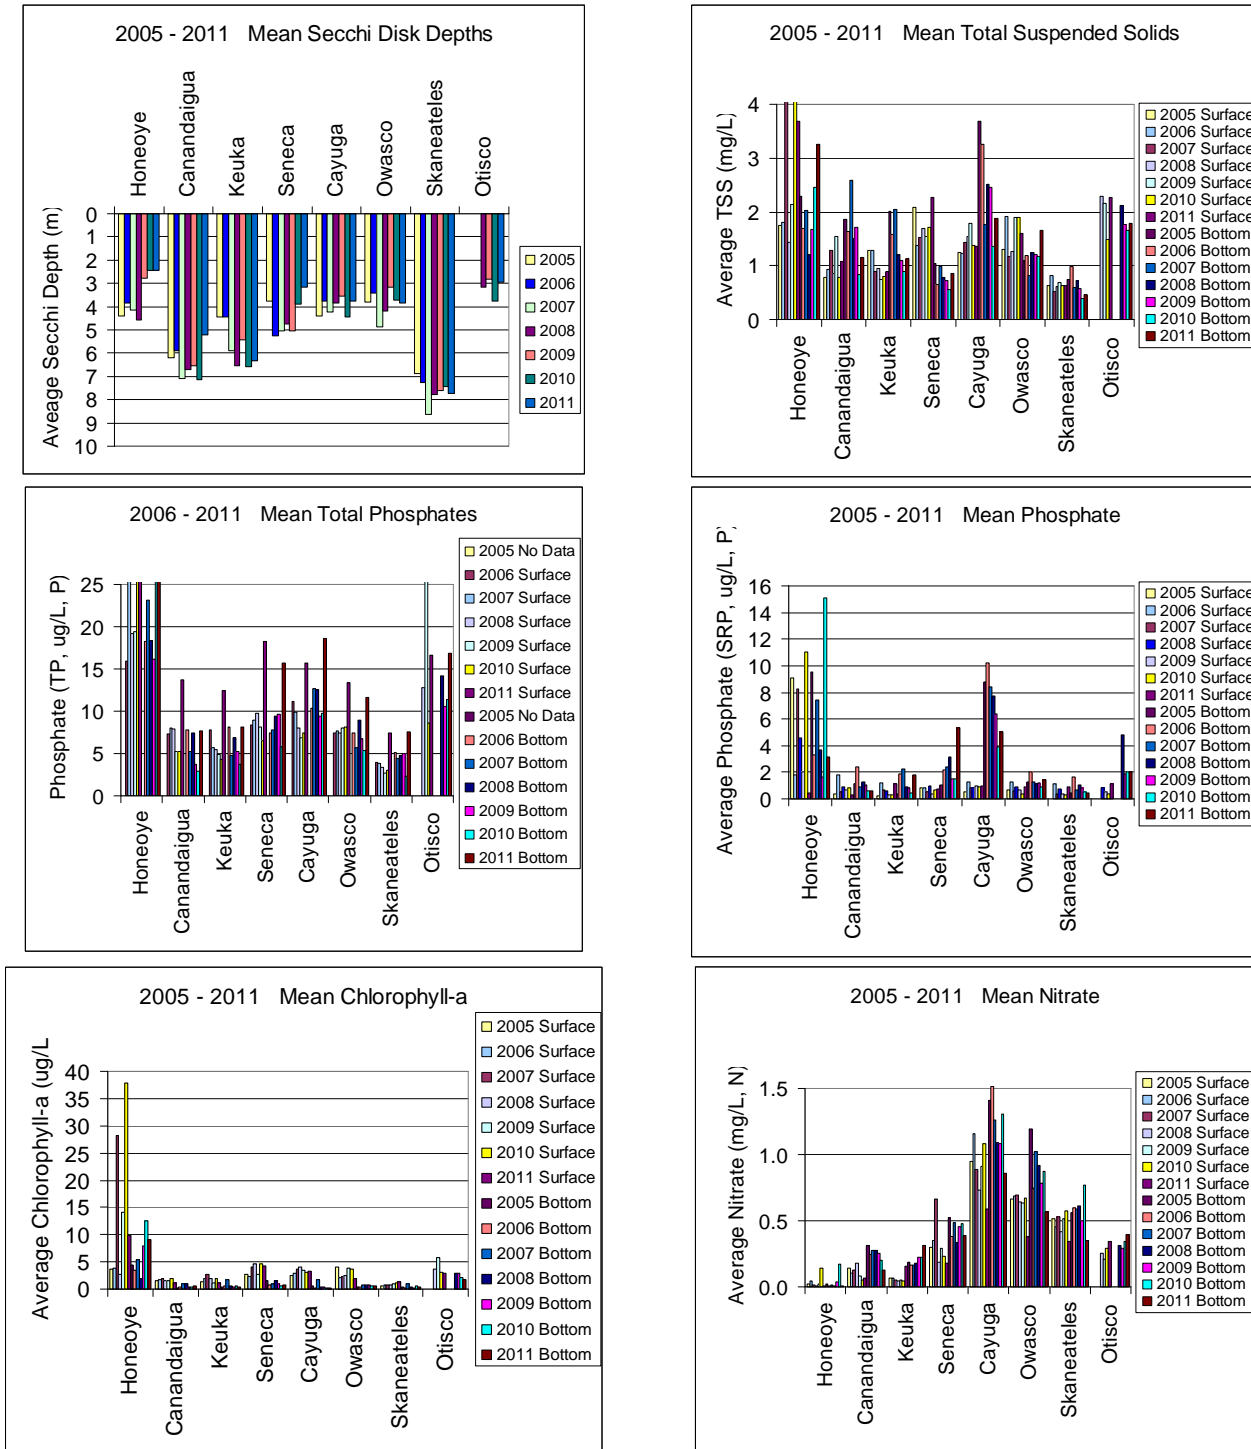 2005 - 2011 Mean Secchi Disk Depths
Honeoye
Canandaigua
Keuka
Seneca
Cayuga
Owasco
Skaneateles
Otisco
Aveage Secchi Depth (m)
0
1
2
3
4
5
6
7
8
9
10
2005
2006
2007
2008
2009
2010
2011
2005 - 2011 Mean Total Suspended Solids
Average TSS (mg/L)
4
3
2
1
0
Honeoye
Canandaigua
Keuka
Seneca
Cayuga
Owasco
Skaneateles
Otisco
2005 Surface
2006 Surface
2007 Surface
2008 Surface
2009 Surface
2010 Surface
2011 Surface
2005 Bottom
2006 Bottom
2007 Bottom
2008 Bottom
2009 Bottom
2010 Bottom
2011 Bottom
2006 - 2011 Mean Total Phosphates
Phosphate (TP, ug/L, P)
25
20
15
10
5
0
Honeoye
Canandaigua
Keuka
Seneca
Cayuga
Owasco
Skaneateles
Otisco
2005 No Data
2006 Surface
2007 Surface
2008 Surface
2009 Surface
2010 Surface
2011 Surface
2005 No Data
2006 Bottom
2007 Bottom
2008 Bottom
2009 Bottom
2010 Bottom
2011 Bottom
2005 - 2011 Mean Phosphate
Average Phosphate (SRP, ug/L, P)
16
14
12
10
8
6
4
2
0
Honeoye
Canandaigua
Keuka
Seneca
Cayuga
Owasco
Skaneateles
Otisco
2005 Surface
2006 Surface
2007 Surface
2008 Surface
2009 Surface
2010 Surface
2011 Surface
2005 Bottom
2006 Bottom
2007 Bottom
2008 Bottom
2009 Bottom
2010 Bottom
2011 Bottom
2005 - 2011 Mean Chlorophyll-a
Average Chlorophyll-a (ug/L
40
35
30
25
20
15
10
5
0
Honeoye
Canandaigua
Keuka
Seneca
Cayuga
Owasco
Skaneateles
Otisco
2005 Surface
2006 Surface
2007 Surface
2008 Surface
2009 Surface
2010 Surface
2011 Surface
2005 Bottom
2006 Bottom
2007 Bottom
2008 Bottom
2009 Bottom
2010 Bottom
2011 Bottom
2005 - 2011 Mean Nitrate
Average Nitrate (mg/L, N)
1.5
1.0
0.5
0.0
Honeoye
Canandaigua
Keuka
Seneca
Cayuga
Owasco
Skaneateles
Otisco
2005 Surface
2006 Surface
2007 Surface
2008 Surface
2009 Surface
2010 Surface
2011 Surface
2005 Bottom
2006 Bottom
2007 Bottom
2008 Bottom
2009 Bottom
2010 Bottom
2011 Bottom